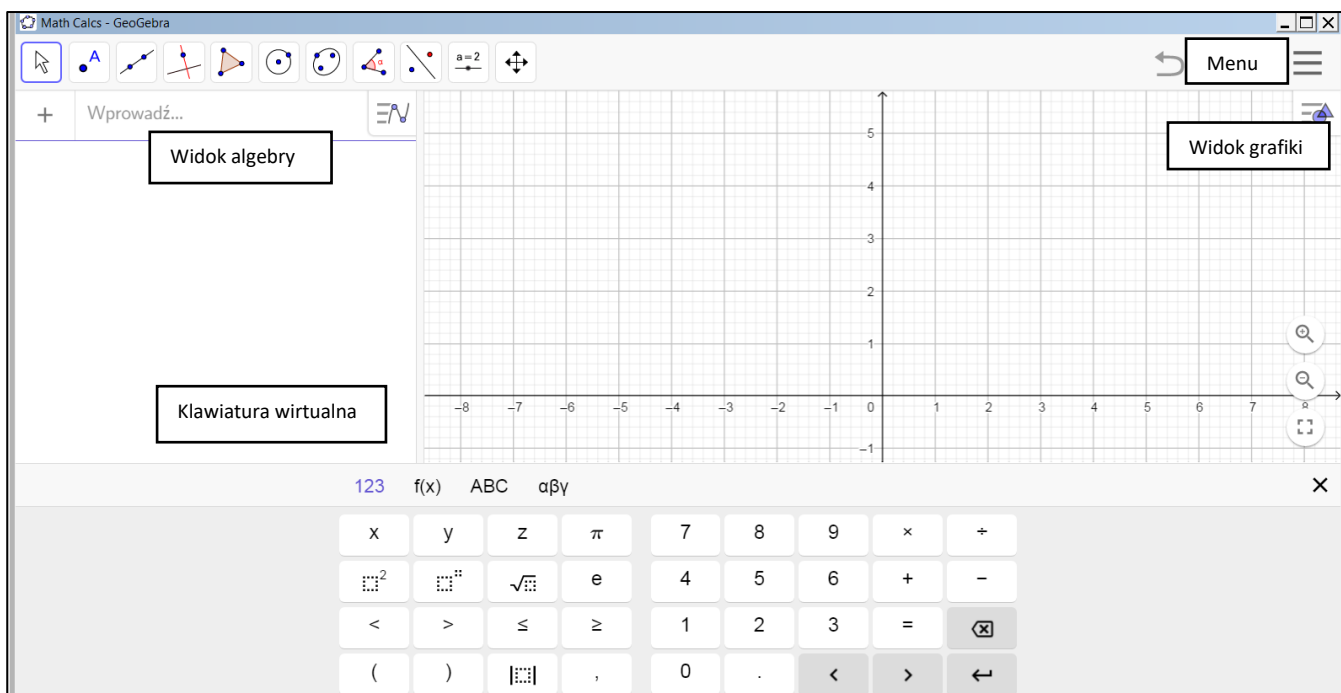 Math Calcs - GeoGebra
A α a=2 Menu
+ Wprowadź...
Widok algebry
Widok grafiki
5
4
3
2
1
Klawiatura wirtualna
–8 –7 –6 –5 –4 –3 –2 –1 0 1 2 3 4 5 6 7 8
–1
123 f(x) ABC αβγ
x y z π 7 8 9 × ÷
2 √ e 4 5 6 + −
< > ≤ ≥ 1 2 3 =
( ) | | , 0 . < >